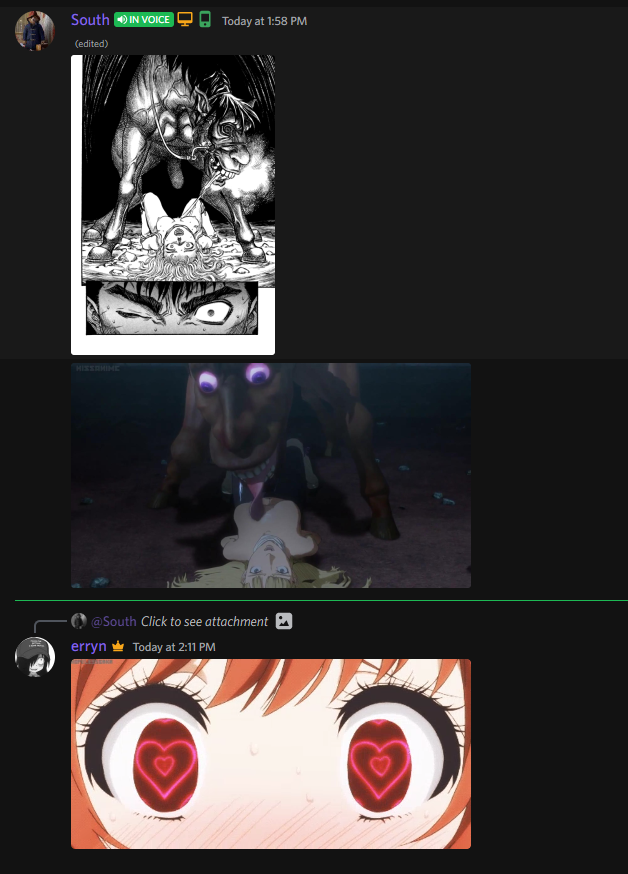 South IN VOICE Today at 1:58 PM
(edited)
@South Click to see attachment
erryn Today at 2:11 PM